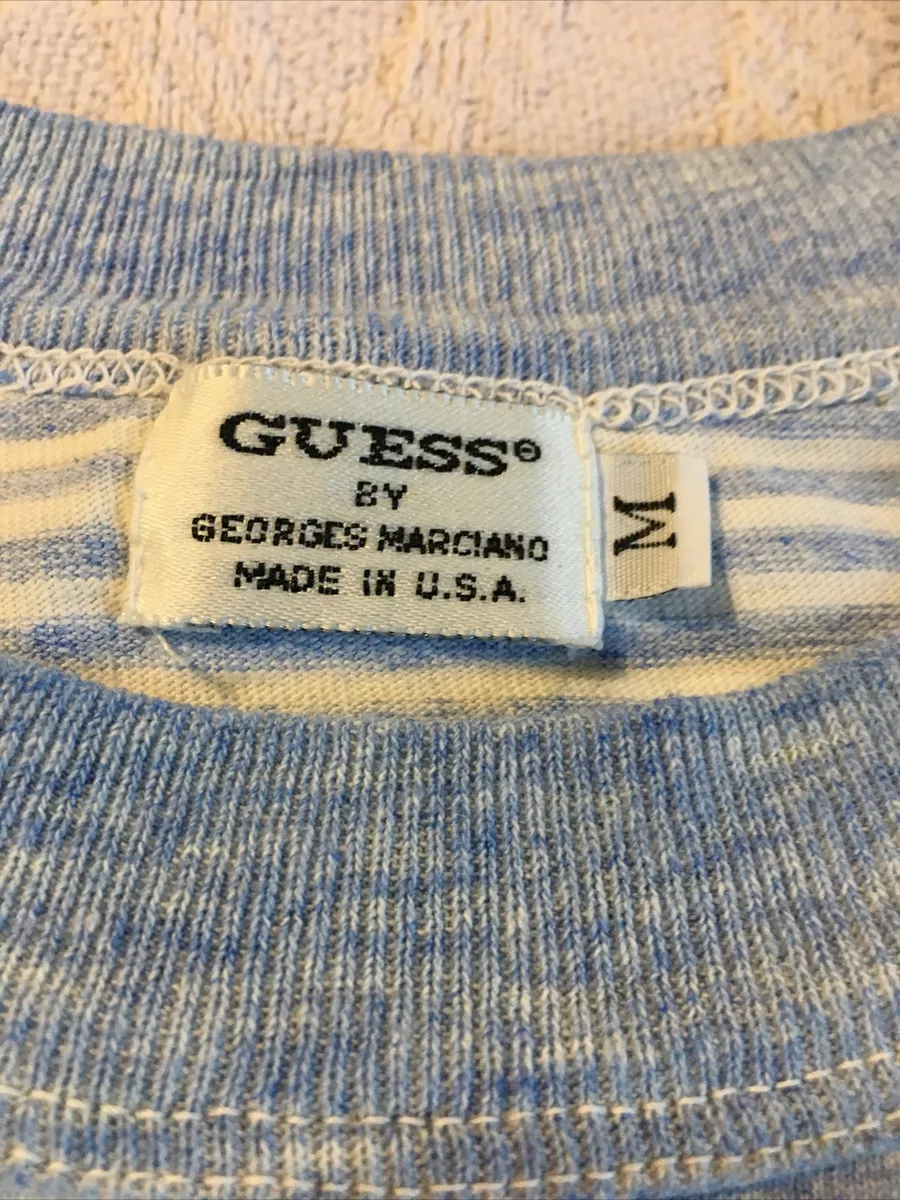 GUESS®
BY
GEORGES MARCIANO
MADE IN U.S.A.
M